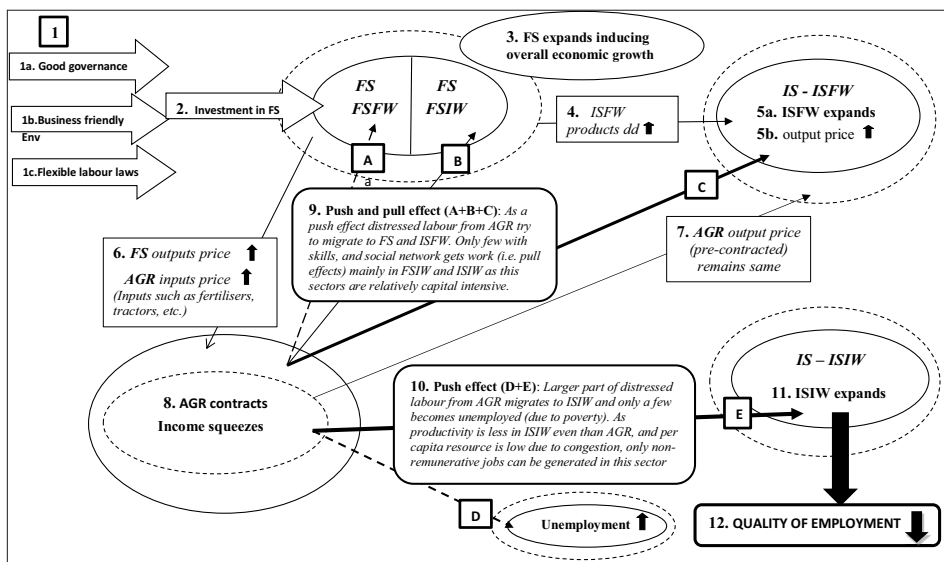 1
1a. Good governance
1b.Business friendly
Env
1c.Flexible labour laws
2. Investment in FS
FS
FSFW
FS
FSIW
3. FS expands inducing
overall economic growth
4. ISFW
products dd
IS - ISFW
5a. ISFW expands
5b. output price
A
a
B
C
6. FS outputs price
AGR inputs price
(Inputs such as fertilisers,
tractors, etc.)
9. Push and pull effect (A+B+C): As a
push effect distressed labour from AGR try
to migrate to FS and ISFW. Only few with
skills, and social network gets work (i.e. pull
effects) mainly in FSIW and ISIW as this
sectors are relatively capital intensive.
7. AGR output price
(pre-contracted)
remains same
8. AGR contracts
Income squeezes
10. Push effect (D+E): Larger part of distressed
labour from AGR migrates to ISIW and only a few
becomes unemployed (due to poverty). As
productivity is less in ISIW even than AGR, and per
capita resource is low due to congestion, only non-
remunerative jobs can be generated in this sector
IS – ISIW
11. ISIW expands
E
D
Unemployment
12. QUALITY OF EMPLOYMENT